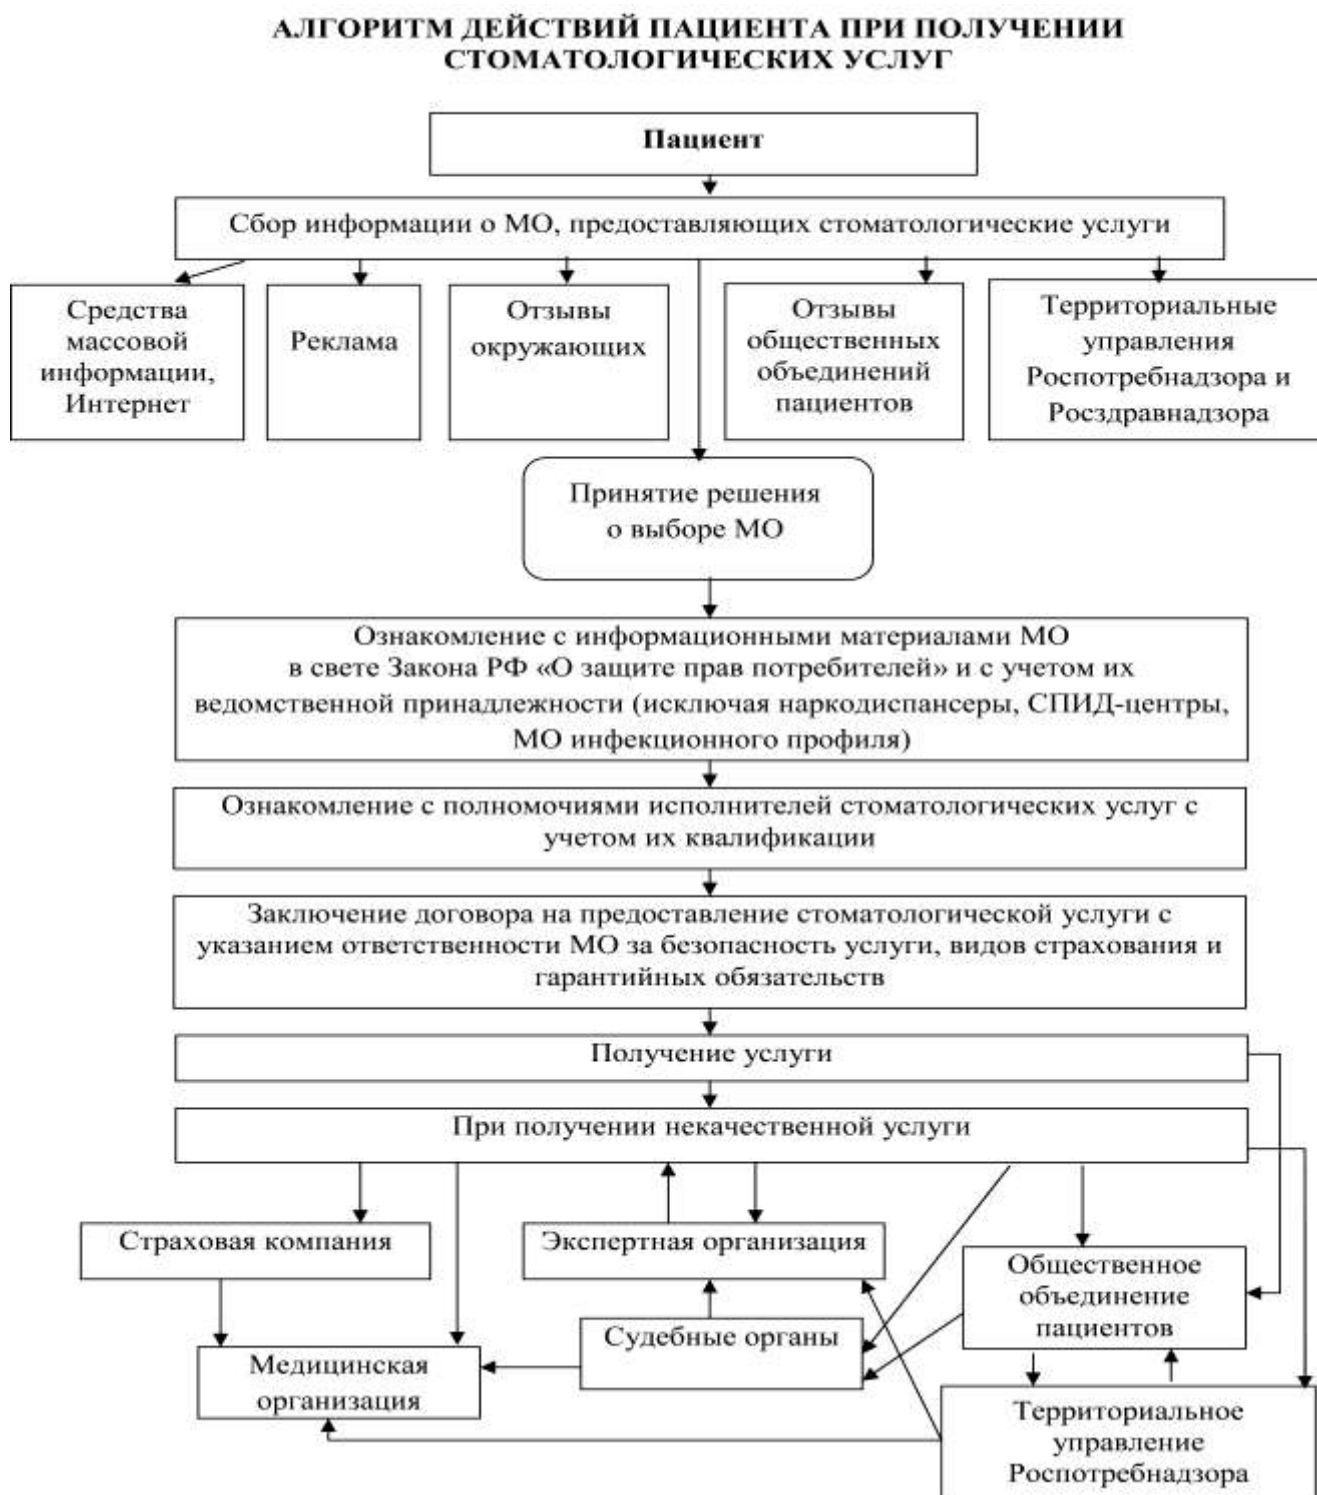 АЛГОРИТМ ДЕЙСТВИЙ ПАЦИЕНТА ПРИ ПОЛУЧЕНИИ
СТОМАТОЛОГИЧЕСКИХ УСЛУГ
Пациент
Сбор информации о МО, предоставляющих стоматологические услуги
Средства
массовой
информации,
Интернет
Реклама
Отзывы
окружающих
Отзывы
общественных
объединений
пациентов
Территориальные
управления
Роспотребнадзора и
Росздравнадзора
Принятие решения
о выборе МО
Ознакомление с информационными материалами МО
в свете Закона РФ «О защите прав потребителей» и с учетом их
ведомственной принадлежности (исключая наркодиспансеры, СПИД-центры,
МО инфекционного профиля)
Ознакомление с полномочиями исполнителей стоматологических услуг с
учетом их квалификации
Заключение договора на предоставление стоматологической услуги с
указанием ответственности МО за безопасность услуги, видов страхования и
гарантийных обязательств
Получение услуги
При получении некачественной услуги
Страховая компания
Экспертная организация
Общественное
объединение
пациентов
Судебные органы
Медицинская
организация
Территориальное
управление
Роспотребнадзора